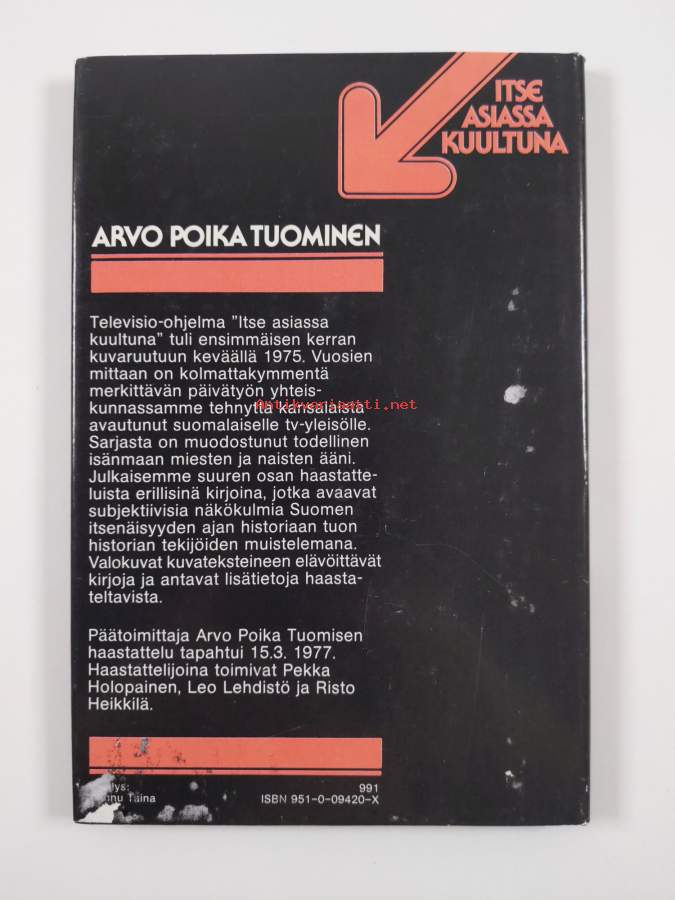 ITSE
ASIASSA
KUULTUNA
ARVO POIKA TUOMINEN
Televisio-ohjelma "Itse asiassa
kuultuna" tuli ensimmäisen kerran
kuvaruutuun keväällä 1975. Vuosien
mittaan on kolmattakymmentä
merkittävän päivätyön yhteis-
kunnassamme tehnyttä kansalaista
avautunut suomalaiselle tv-yleisölle.
Sarjasta on muodostunut todellinen
isänmaan miesten ja naisten ääni.
Julkaisemme suuren osan haastatte-
luista erillisinä kirjoina, jotka avaavat
subjektiivisia näkökulmia Suomen
itsenäisyyden ajan historiaan tuon
historian tekijöiden muistelemana.
Valokuvat kuvateksteineen elävöittävät
kirjoja ja antavat lisätietoja haasta-
teltavista.
Päätoimittaja Arvo Poika Tuomisen
haastattelu tapahtui 15.3. 1977.
Haastattelijoina toimivat Pekka
Holopainen, Leo Lehdistö ja Risto
Heikkilä.
Taina
991
ISBN 951-0-09420-X
Antikvariaatti.net